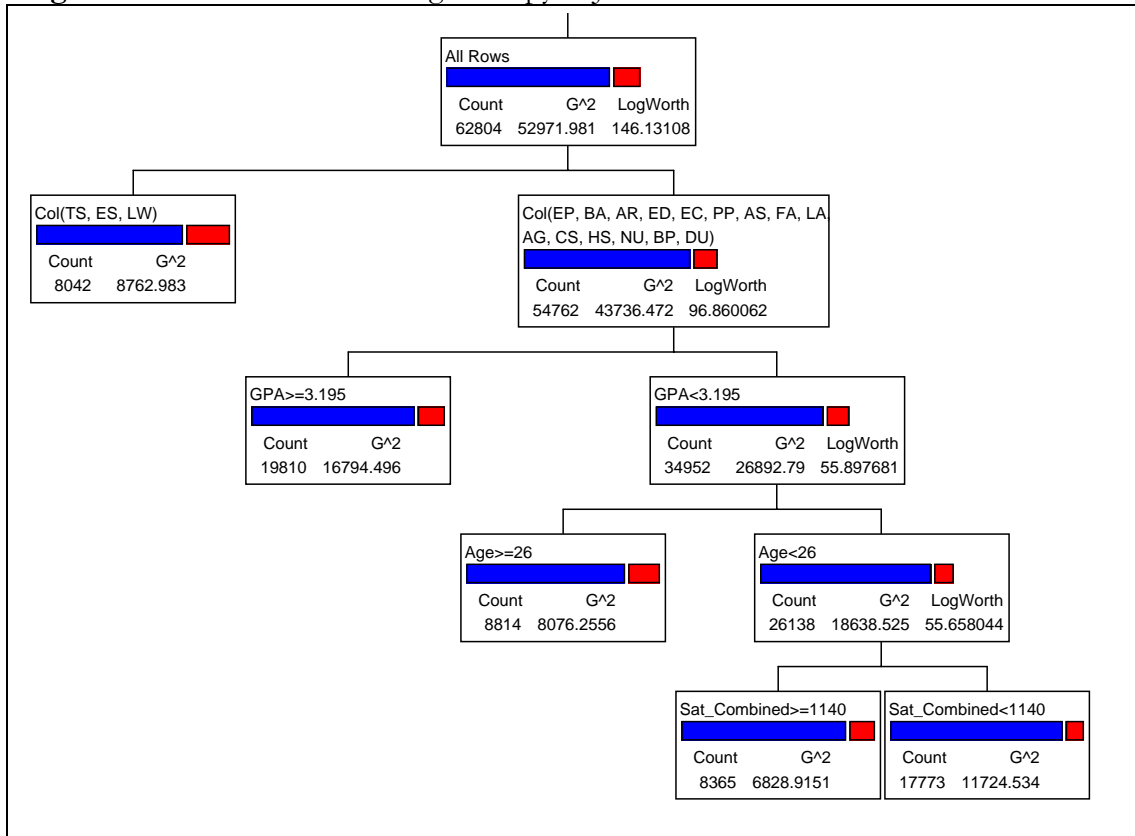 All Rows
Count G^2 LogWorth
62804 52971.981 146.13108
Col(TS, ES, LW)
Count G^2
8042 8762.983
Col(EP, BA, AR, ED, EC, PP, AS, FA, LA,
AG, CS, HS, NU, BP, DU)
Count G^2 LogWorth
54762 43736.472 96.860062
GPA>=3.195
Count G^2
19810 16794.496
GPA<3.195
Count G^2 LogWorth
34952 26892.79 55.897681
Age>=26
Count G^2
8814 8076.2556
Age<26
Count G^2 LogWorth
26138 18638.525 55.658044
Sat_Combined>=1140
Count G^2
8365 6828.9151
Sat_Combined<1140
Count G^2
17773 11724.534